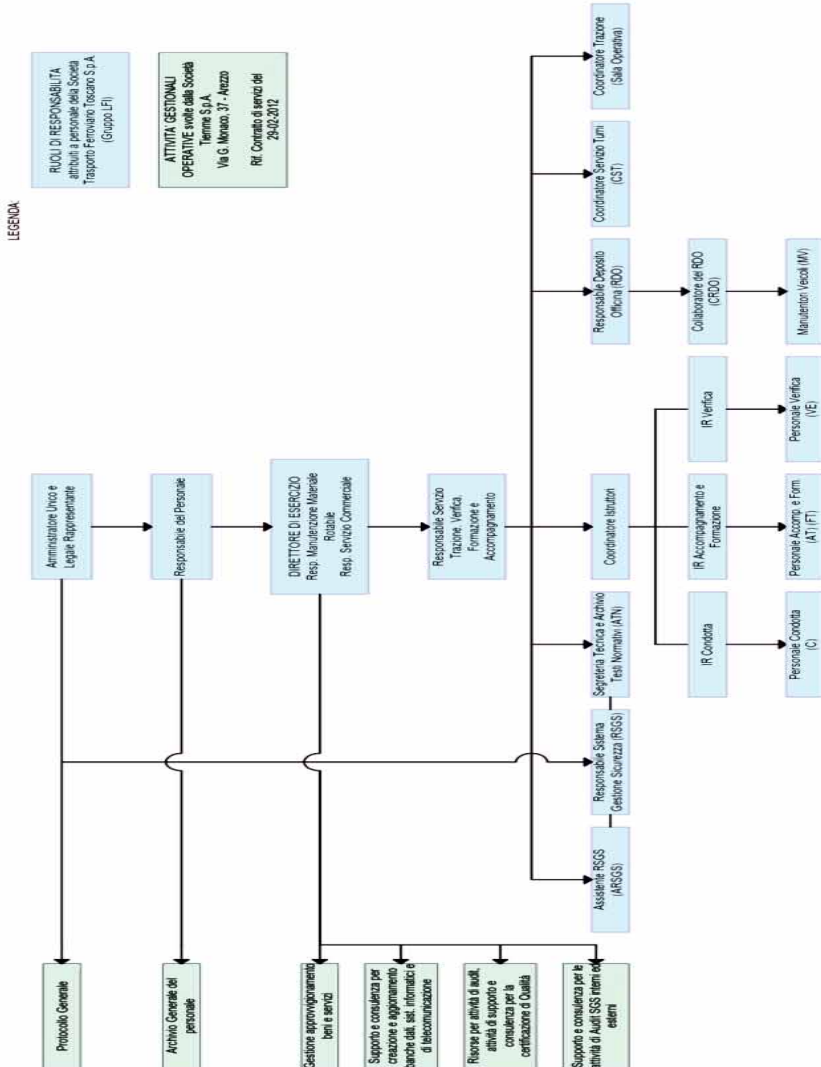 LEGENDA:
RUOLI DI RESPONSABILITA'
attribuiti a personale della Società
Trasporto Ferroviario Toscano S.p.A.
(Gruppo LFI)
ATTIVITA' GESTIONALI
OPERATIVE svolte dalla Società
Tiemme S.p.A.
Via G. Monaco, 37 - Arezzo
Rif. Contratto di servizi del
29-02-2012
Amministratore Unico e
Legale Rappresentante
Protocollo Generale
Responsabile del Personale
Archivio Generale del
personale
DIRETTORE DI ESERCIZIO
Resp. Manutenzione Materiale
Rotabile
Resp. Servizio Commerciale
Gestione approvvigionamento
beni e servizi
Supporto e consulenza per
creazione e aggiornamento
banche dati, sist. informatici e
di telecomunicazione
Risorse per attività di audit,
attività di supporto e
consulenza per la
certificazione di Qualità
Supporto e consulenza per le
attività di Audit SGS interni ed
esterni
Responsabile Servizio
Trazione, Verifica,
Formazione e
Accompagnamento
Assistente RSGS
(ARSGS)
Responsabile Sistema
Gestione Sicurezza (RSGS)
Segreteria Tecnica e Archivio
Testi Normativi (ATN)
Coordinatore Istruttori
Responsabile Deposito
Officina (RDO)
Coordinatore Servizio Turni
(CST)
Coordinatore Trazione
(Sala Operativa)
IR Condotta
IR Accompagnamento e
Formazione
IR Verifica
Collaboratore del RDO
(CRDO)
Personale Condotta
(C)
Personale Accomp. e Form.
(AT) (FT)
Personale Verifica
(VE)
Manutentori Veicoli (MV)